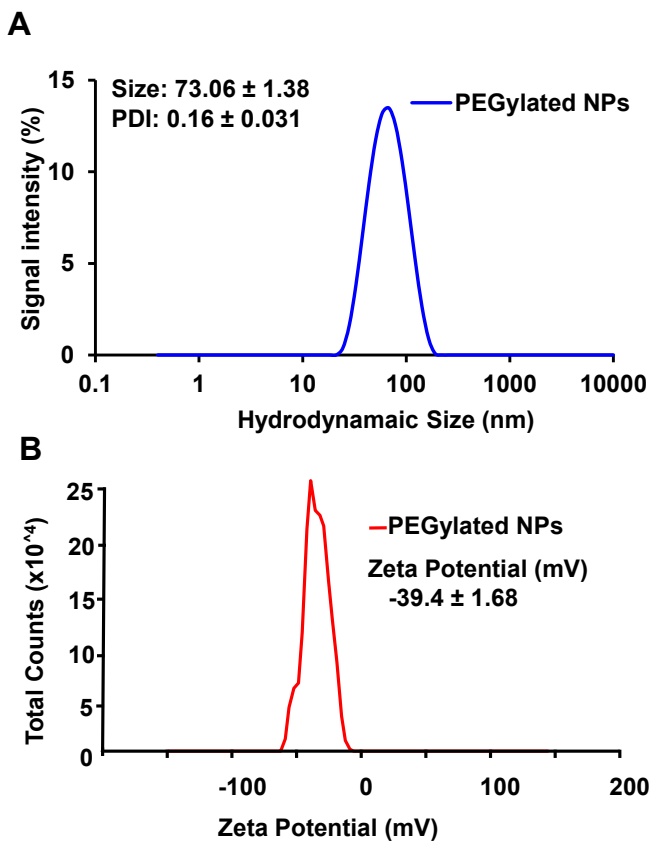 A
Size: 73.06 ± 1.38
PDI: 0.16 ± 0.031
PEGylated NPs
Signal intensity (%)
15
10
5
0
0.1 1 10 100 1000 10000
Hydrodynamaic Size (nm)
B
PEGylated NPs
Zeta Potential (mV)
-39.4 ± 1.68
Total Counts (x10^4)
25
20
15
10
5
0
-100 0 100 200
Zeta Potential (mV)